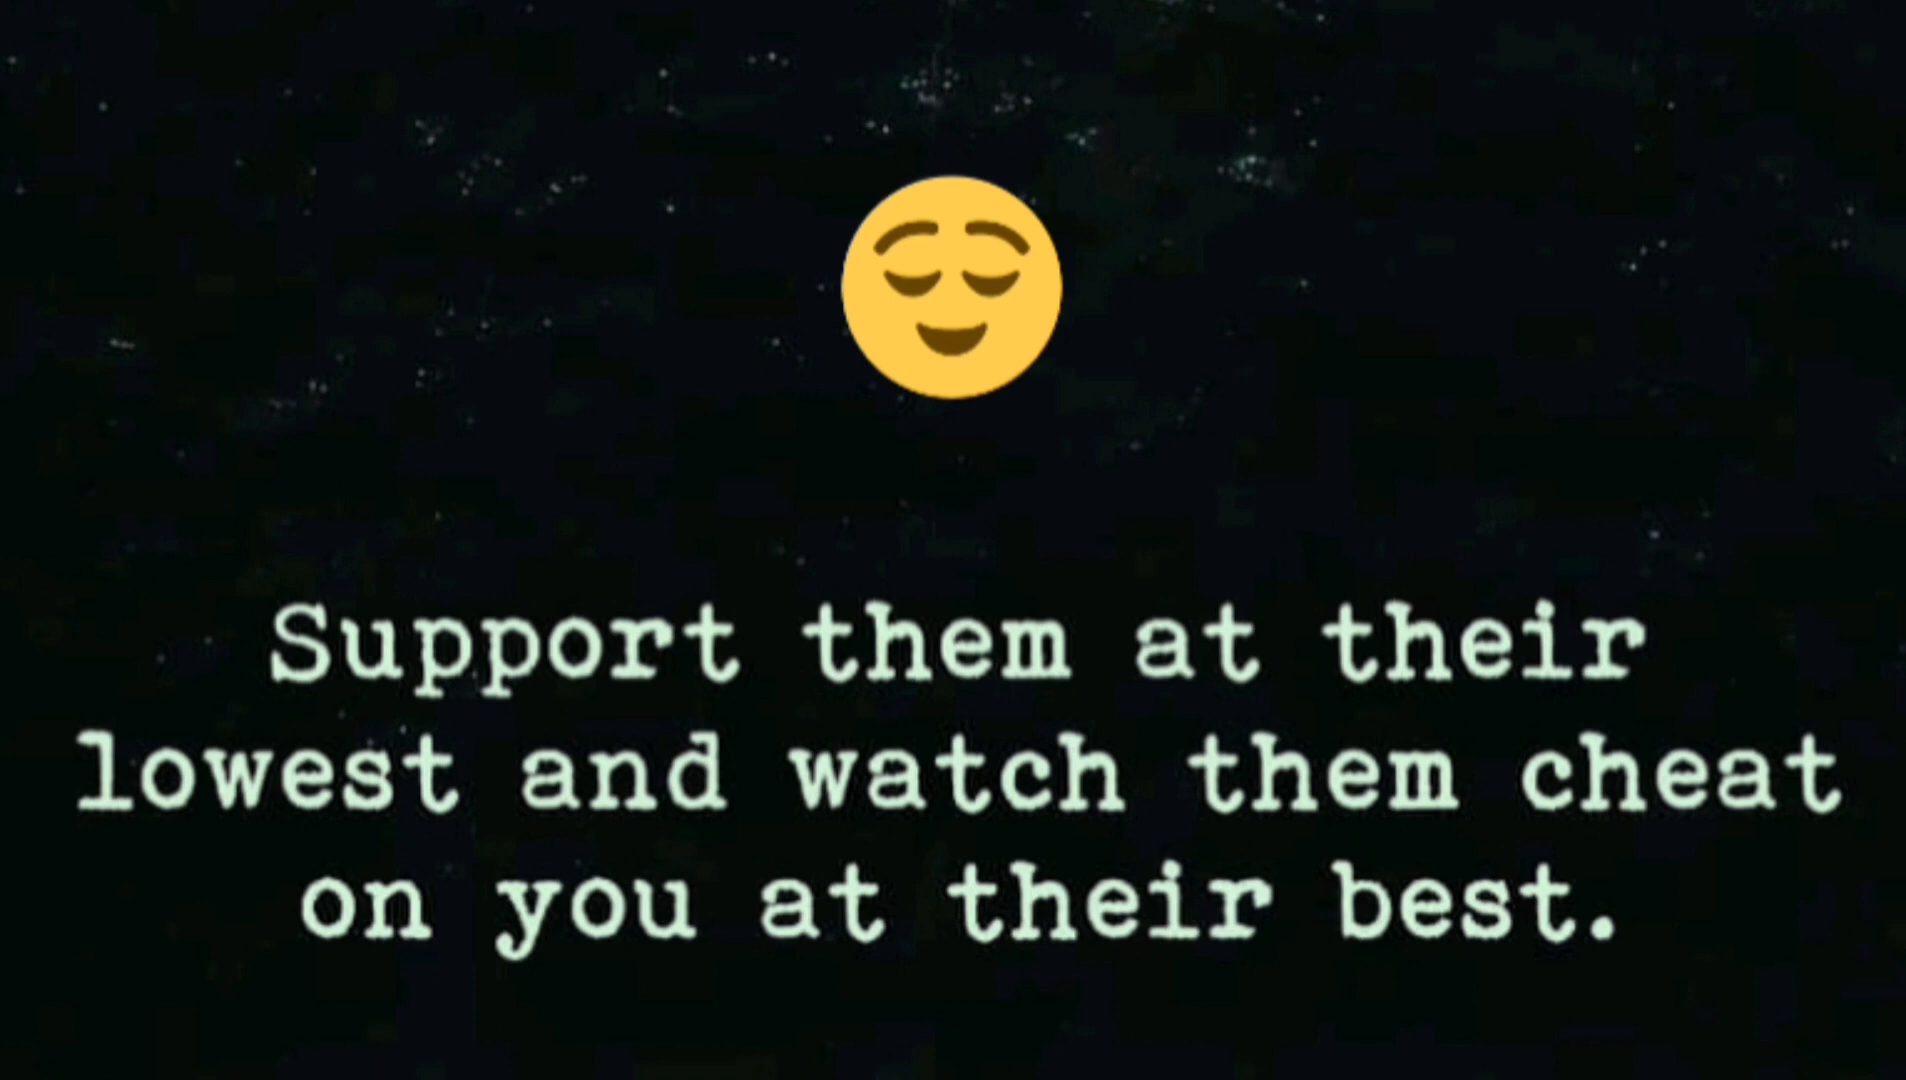 Support them at their
lowest and watch them cheat
on you at their best.